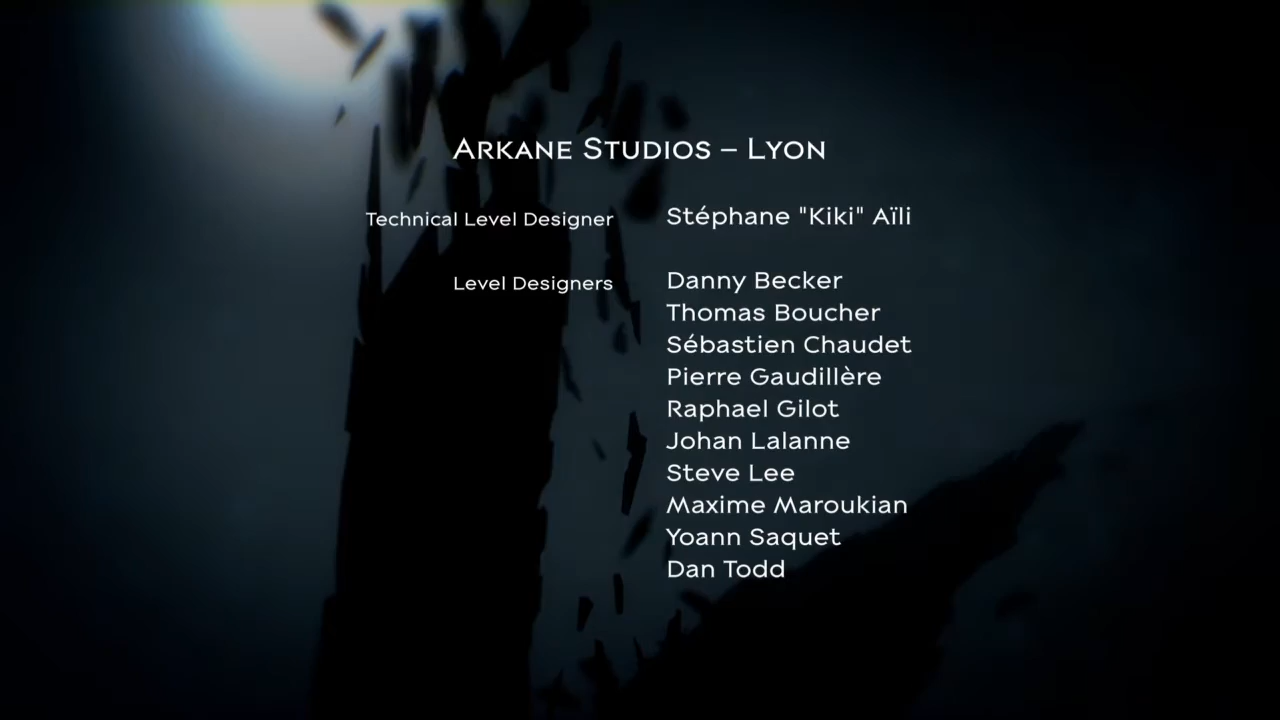 Arkane Studios – Lyon
Technical Level Designer Stéphane "Kiki" Aïli
Level Designers Danny Becker
Thomas Boucher
Sébastien Chaudet
Pierre Gaudillère
Raphael Gilot
Johan Lalanne
Steve Lee
Maxime Maroukian
Yoann Saquet
Dan Todd